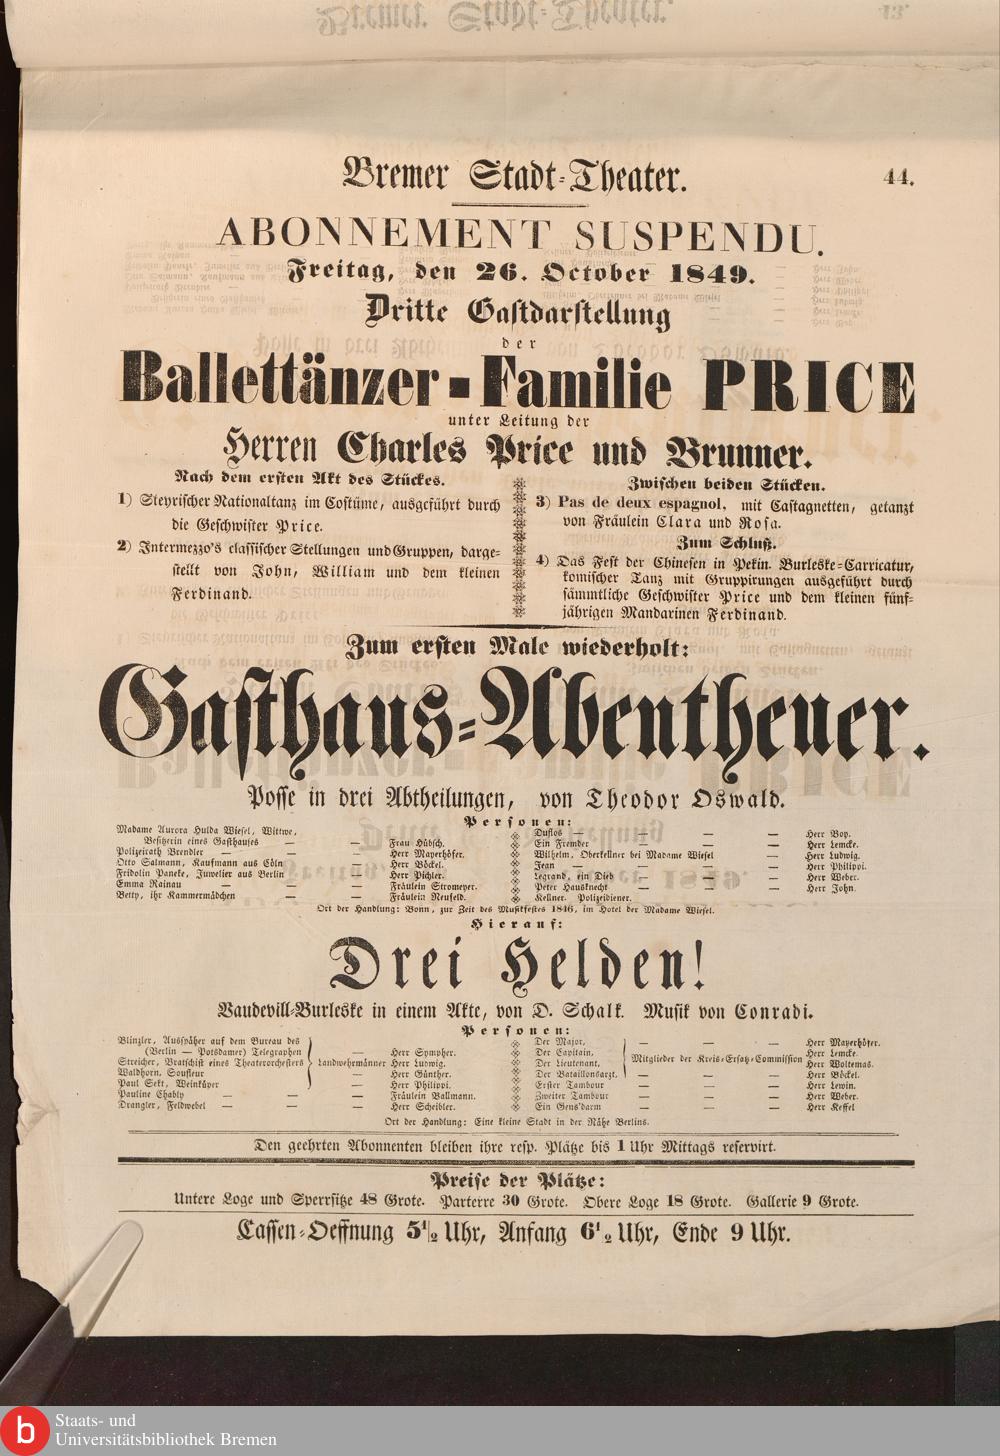 Bremer Stadt-Theater.
44.
ABONNEMENT SUSPENDU.
Freitag, den 26. October 1849.
Dritte Gastdarstellung
der
Ballettänzer-Familie PRICE
unter Leitung der
Herren Charles Price und Brunner.
Nach dem ersten Akt des Stückes.
1) Steyrischer Nationaltanz im Costüme, ausgeführt durch
die Geschwister Price.
2) Intermezzo's classischer Stellungen und Gruppen, darge-
stellt von John, William und dem kleinen
Ferdinand.
Zwischen beiden Stücken.
3) Pas de deux espagnol, mit Castagnetten, getanzt
von Fräulein Clara und Rosa.
Zum Schluß.
4) Das Fest der Chinesen in Pekin. Burleske-Carricatur,
komischer Tanz mit Gruppirungen ausgeführt durch
sämmtliche Geschwister Price und dem kleinen fünf-
jährigen Mandarinen Ferdinand.
Zum ersten Male wiederholt:
Gasthaus-Abentheuer.
Posse in drei Abtheilungen, von Theodor Oswald.
Personen:
Madame Aurora Hulda Wiesel, Wittwe,
Besitzerin eines Gasthauses — — Frau Hübsch.
Polizeirath Brendler — — — Herr Mayerhöfer.
Otto Salmann, Kaufmann aus Cöln — Herr Böckel.
Fridolin Paneke, Juwelier aus Berlin — Herr Pichler.
Emma Rainau — — — Fräulein Stromeyer.
Betty, ihr Kammermädchen — — Fräulein Neufeld.
Duflos — — — — Herr Boy.
Ein Fremder — — — Herr Lemcke.
Wilhelm, Oberkellner bei Madame Wiesel — Herr Ludwig.
Jean — — — — Herr Philippi.
Legrand, ein Dieb — — — Herr Weber.
Peter Hausknecht — — — Herr John.
Kellner. Polizeidiener.
Ort der Handlung: Bonn, zur Zeit des Musikfestes 1846, im Hotel der Madame Wiesel.
Hierauf:
Drei Helden!
Vaudevill-Burleske in einem Akte, von D. Schalk. Musik von Conradi.
Personen:
Blinzler, Ausspäher auf dem Bureau des
(Berlin — Potsdamer) Telegraphen — Herr Sympher.
Streicher, Bratschist eines Theaterorchesters Landwehrmänner Herr Ludwig.
Waldhorn, Soufleur — Herr Günther.
Paul Sekt, Weinküper — Herr Philippi.
Pauline Chably — — — Fräulein Ballmann.
Drangler, Feldwebel — — — Herr Scheibler.
Der Major, — — — Herr Mayerhöfer.
Der Capitain, Mitglieder der Kreis-Ersatz-Commission Herr Lemcke.
Der Lieutenant, Herr Woltemas.
Der Bataillonsarzt, — — — Herr Böckel.
Erster Tambour — — — Herr Lewin.
Zweiter Tambour — — — Herr Weber.
Ein Gens'darm — — — Herr Keffel
Ort der Handlung: Eine kleine Stadt in der Nähe Berlins.
Den geehrten Abonnenten bleiben ihre resp. Plätze bis 1 Uhr Mittags reservirt.
Preise der Plätze:
Untere Loge und Sperrsitze 48 Grote. Parterre 30 Grote. Obere Loge 18 Grote. Gallerie 9 Grote.
Cassen-Oeffnung 5 1/2 Uhr, Anfang 6 1/2 Uhr, Ende 9 Uhr.
b
Staats- und
Universitätsbibliothek Bremen